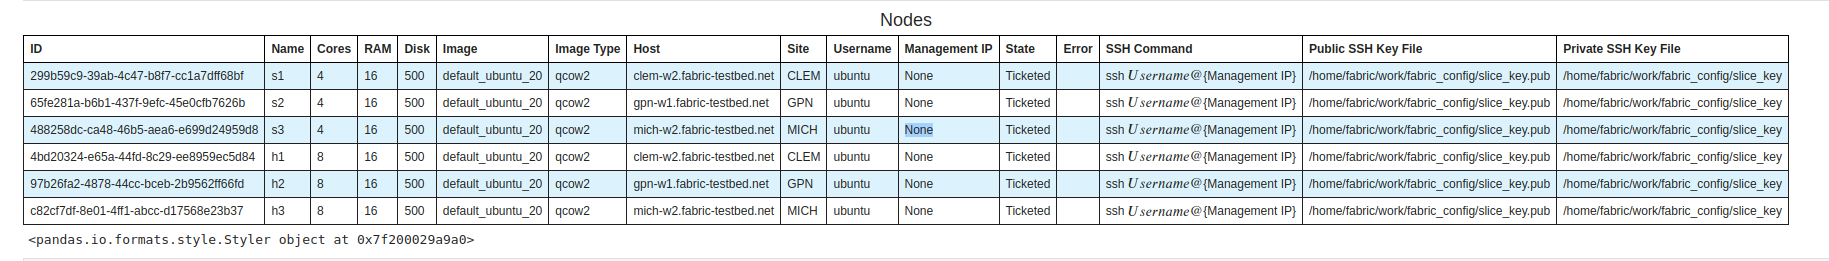 Nodes
ID Name Cores RAM Disk Image Image Type Host Site Username Management IP State Error SSH Command Public SSH Key File Private SSH Key File
299b59c9-39ab-4c47-b8f7-cc1a7dff68bf s1 4 16 500 default_ubuntu_20 qcow2 clem-w2.fabric-testbed.net CLEM ubuntu None Ticketed ssh Username@{Management IP} /home/fabric/work/fabric_config/slice_key.pub /home/fabric/work/fabric_config/slice_key
65fe281a-b6b1-437f-9efc-45e0cfb7626b s2 4 16 500 default_ubuntu_20 qcow2 gpn-w1.fabric-testbed.net GPN ubuntu None Ticketed ssh Username@{Management IP} /home/fabric/work/fabric_config/slice_key.pub /home/fabric/work/fabric_config/slice_key
488258dc-ca48-46b5-aea6-e699d24959d8 s3 4 16 500 default_ubuntu_20 qcow2 mich-w2.fabric-testbed.net MICH ubuntu None Ticketed ssh Username@{Management IP} /home/fabric/work/fabric_config/slice_key.pub /home/fabric/work/fabric_config/slice_key
4bd20324-e65a-44fd-8c29-ee8959ec5d84 h1 8 16 500 default_ubuntu_20 qcow2 clem-w2.fabric-testbed.net CLEM ubuntu None Ticketed ssh Username@{Management IP} /home/fabric/work/fabric_config/slice_key.pub /home/fabric/work/fabric_config/slice_key
97b26fa2-4878-44cc-bceb-2b9562ff66fd h2 8 16 500 default_ubuntu_20 qcow2 gpn-w1.fabric-testbed.net GPN ubuntu None Ticketed ssh Username@{Management IP} /home/fabric/work/fabric_config/slice_key.pub /home/fabric/work/fabric_config/slice_key
c82cf7df-8e01-4ff1-abcc-d17568e23b37 h3 8 16 500 default_ubuntu_20 qcow2 mich-w2.fabric-testbed.net MICH ubuntu None Ticketed ssh Username@{Management IP} /home/fabric/work/fabric_config/slice_key.pub /home/fabric/work/fabric_config/slice_key
<pandas.io.formats.style.Styler object at 0x7f200029a9a0>